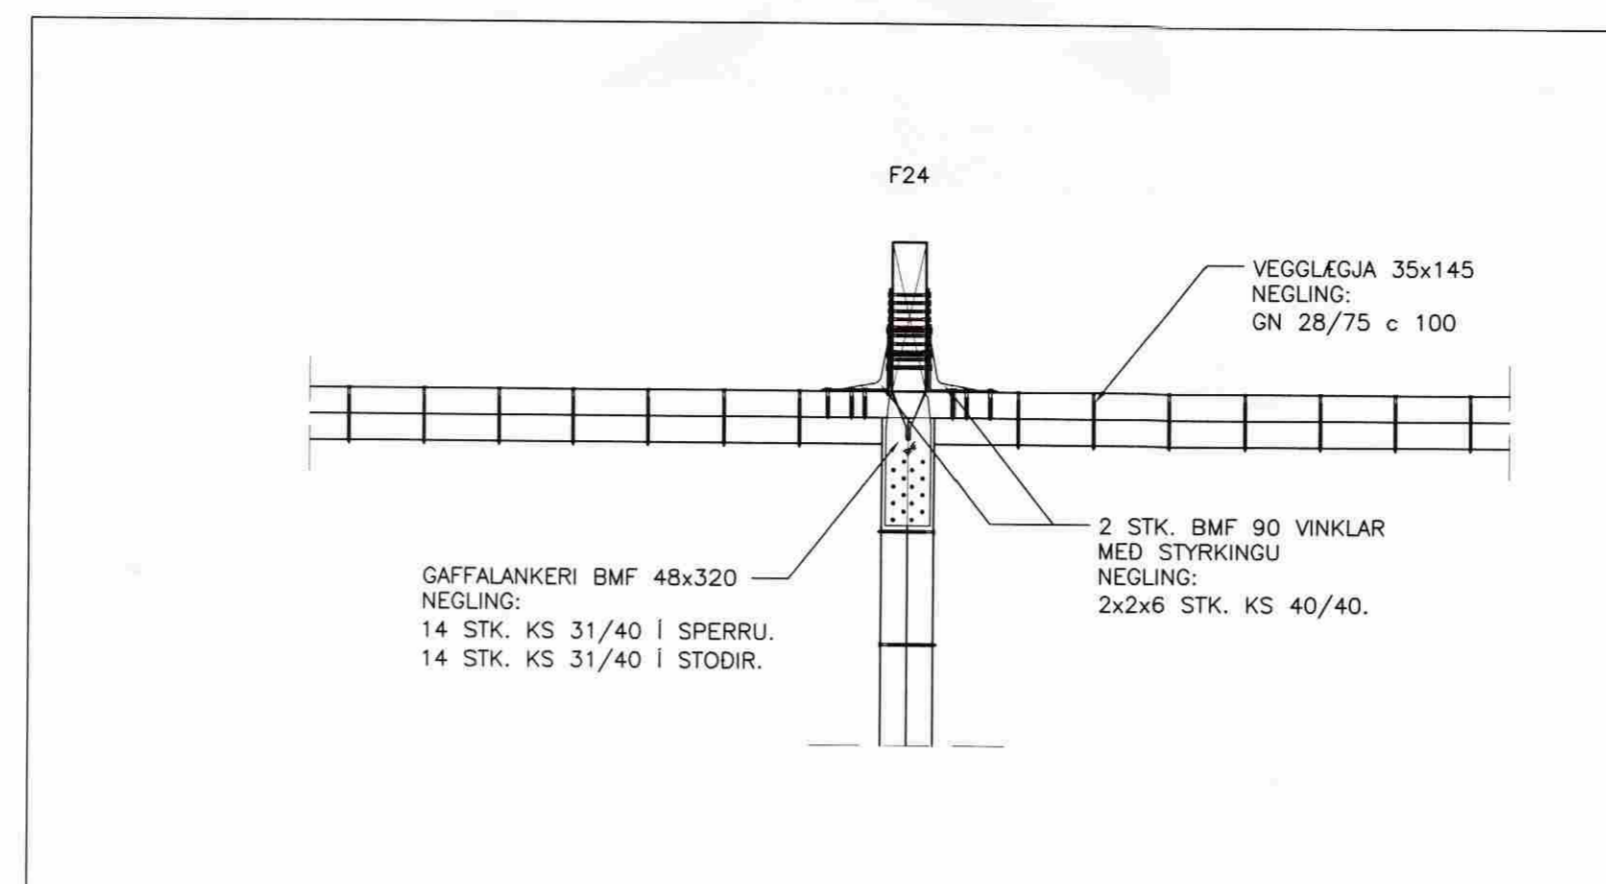 F24
VEGGLÆGJA 35x145
NEGLING:
GN 28/75 c 100
2 STK. BMF 90 VINKLAR
MEÐ STYRKINGU
NEGLING:
2x2x6 STK. KS 40/40.
GAFFALANKERI BMF 48x320
NEGLING:
14 STK. KS 31/40 Í SPERRU.
14 STK. KS 31/40 Í STOÐIR.